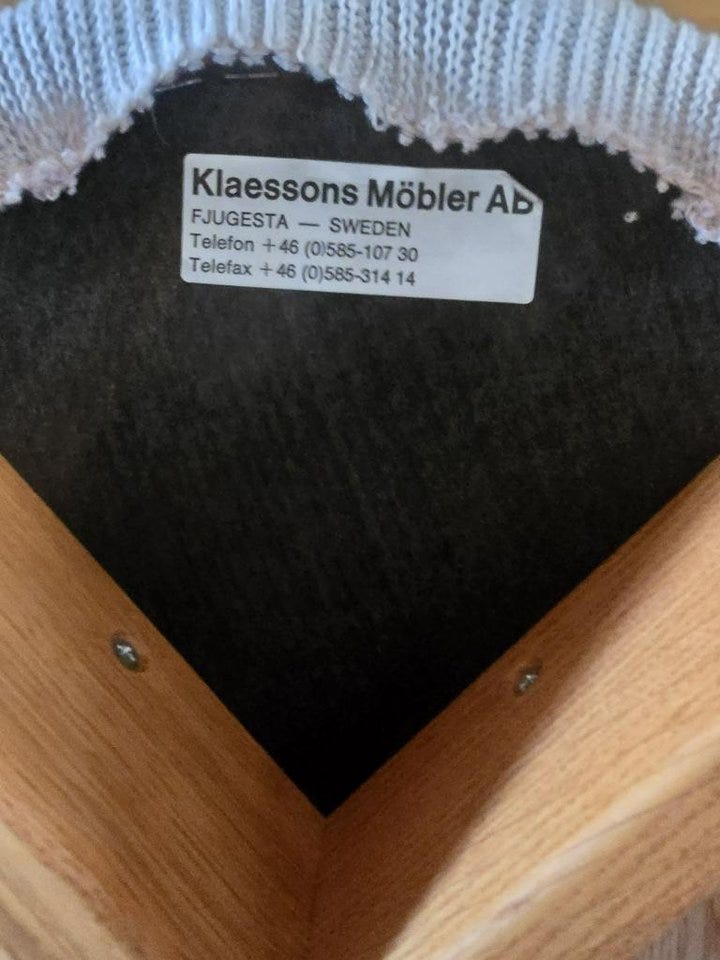 Klaessons Möbler AB
FJUGESTA — SWEDEN
Telefon +46 (0)585-107 30
Telefax +46 (0)585-314 14